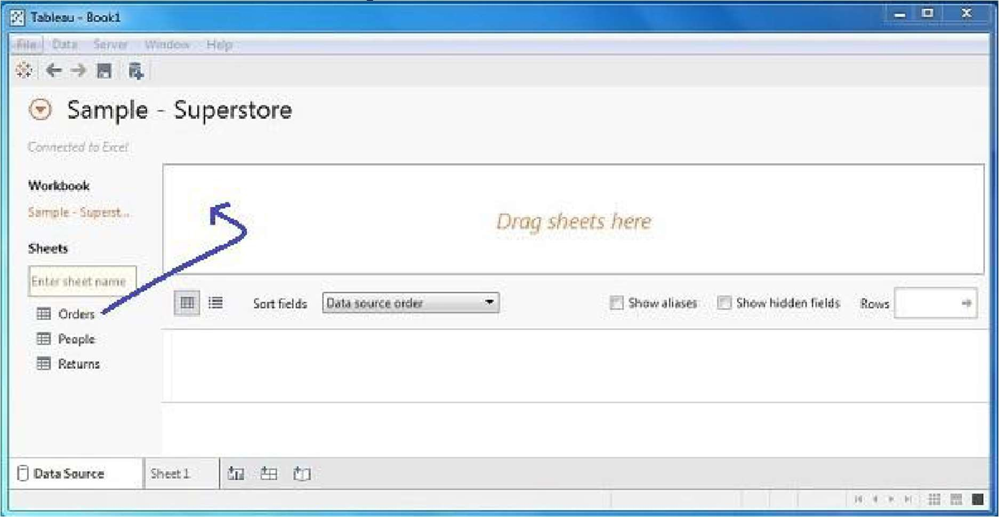 Tableau - Book1
File Data Server Window Help
Sample - Superstore
Connected to Excel
Workbook
Sample - Superst...
Drag sheets here
Sheets
Enter sheet name
Sort fields Data source order Show aliases Show hidden fields Rows
Orders
People
Returns
Data Source Sheet 1